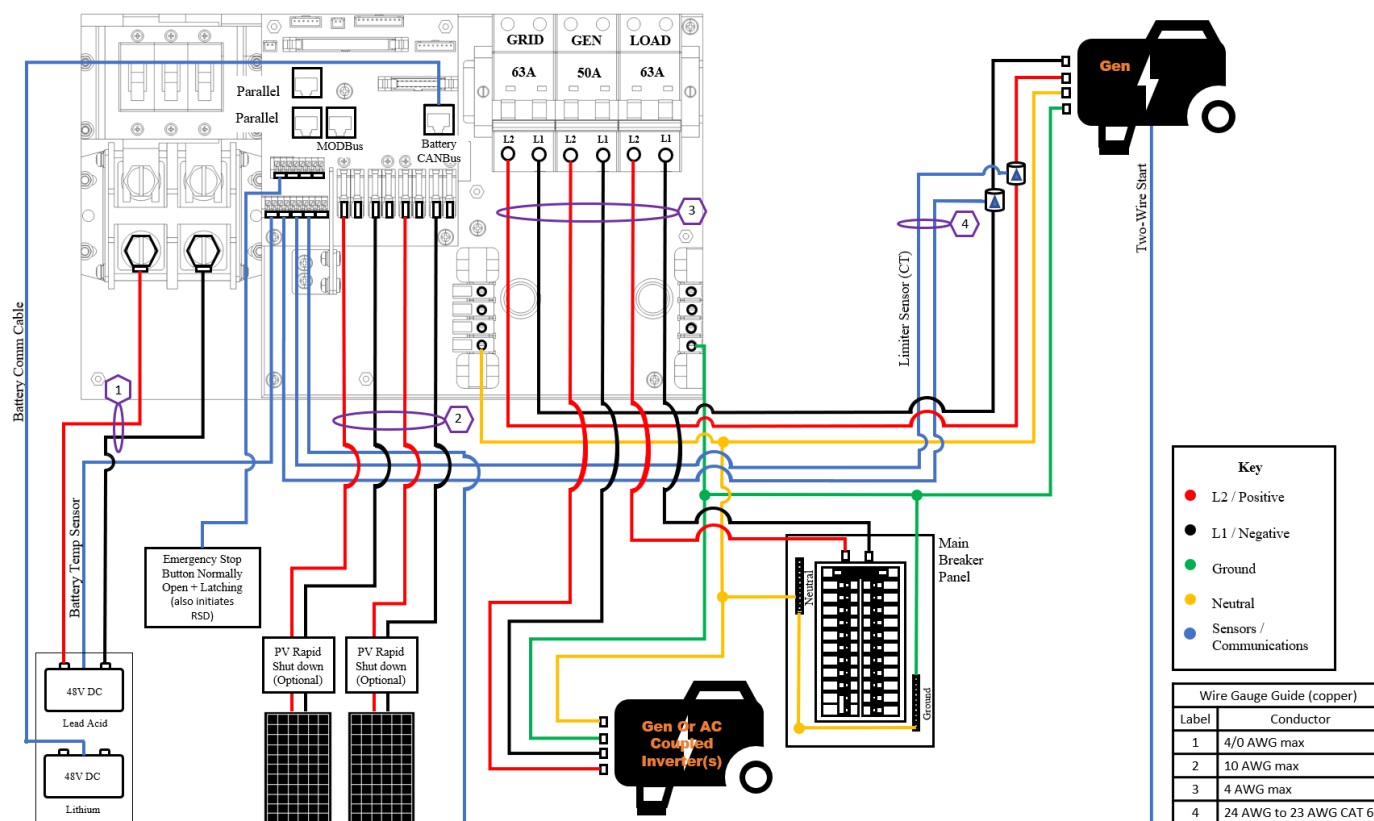 GRID
GEN
LOAD
63A
50A
63A
Gen
Parallel
Parallel
MODBus
Battery
CANBus
L2
L1
L2
L1
L2
L1
3
4
Two-Wire Start
Limiter Sensor (CT)
Battery Comm Cable
1
2
Battery Temp Sensor
Emergency Stop
Button Normally
Open + Latching
(also initiates
RSD)
PV Rapid
Shut down
(Optional)
PV Rapid
Shut down
(Optional)
48V DC
Lead Acid
48V DC
Lithium
Main
Breaker
Panel
Neutral
Ground
Gen Or AC
Coupled
Inverter(s)
Key
L2 / Positive
L1 / Negative
Ground
Neutral
Sensors /
Communications
Wire Gauge Guide (copper)
Label Conductor
1 4/0 AWG max
2 10 AWG max
3 4 AWG max
4 24 AWG to 23 AWG CAT 6